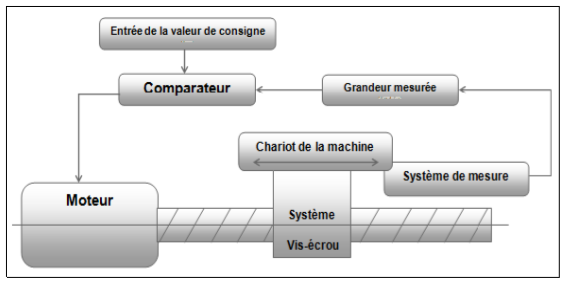 Entrée de la valeur de consigne
Comparateur
Grandeur mesurée
Chariot de la machine
Système de mesure
Moteur
Système
Vis-écrou